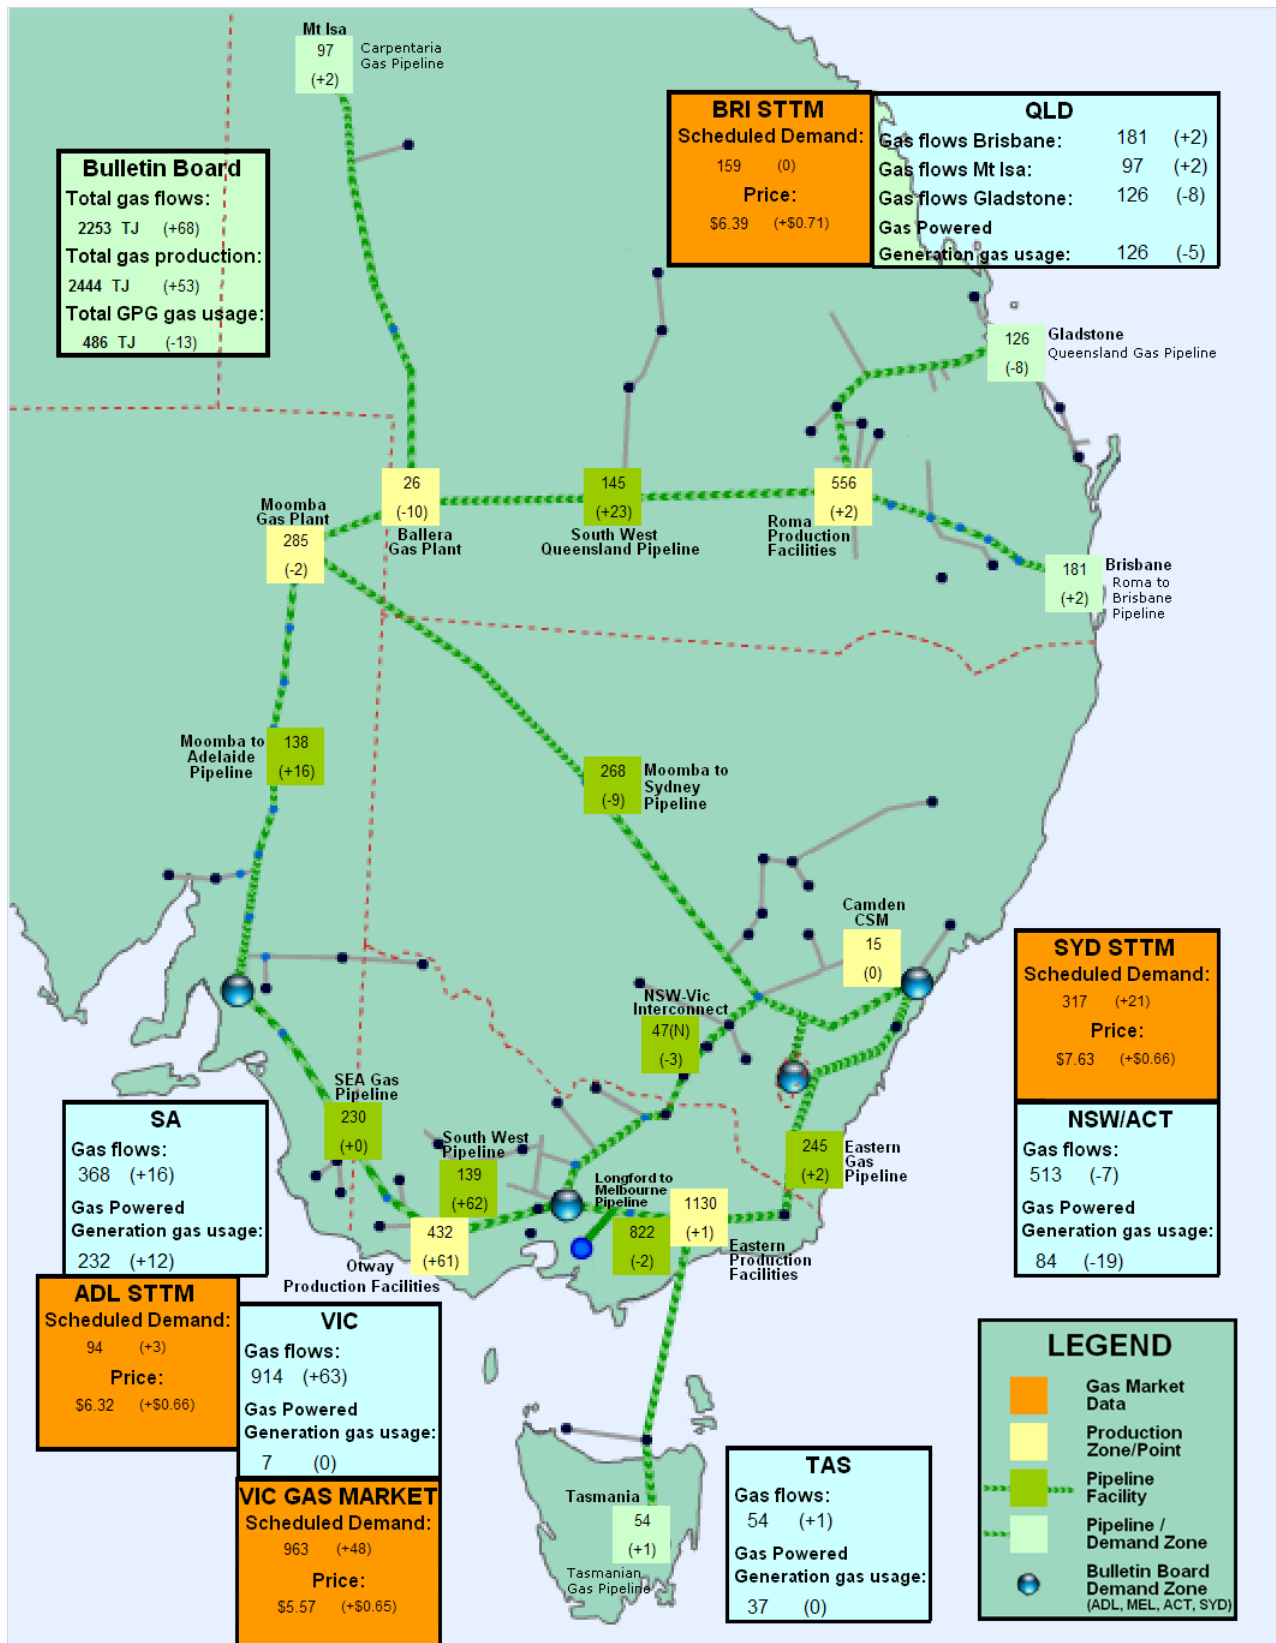 Mt Isa
97
(+2)
Carpentaria
Gas Pipeline
BRI STTM
Scheduled Demand:
159 (0)
Price:
$6.39 (+$0.71)
QLD
Gas flows Brisbane: 181 (+2)
Gas flows Mt Isa: 97 (+2)
Gas flows Gladstone: 126 (-8)
Gas Powered
Generation gas usage: 126 (-5)
Bulletin Board
Total gas flows:
2253 TJ (+68)
Total gas production:
2444 TJ (+53)
Total GPG gas usage:
486 TJ (-13)
126
(-8)
Gladstone
Queensland Gas Pipeline
Moomba
Gas Plant
285
(-2)
26
(-10)
Ballera
Gas Plant
145
(+23)
South West
Queensland Pipeline
556
(+2)
Roma
Production
Facilities
181
(+2)
Brisbane
Roma to
Brisbane
Pipeline
Moomba to
Adelaide
Pipeline
138
(+16)
268
(-9)
Moomba to
Sydney
Pipeline
Camden
CSM
15
(0)
SYD STTM
Scheduled Demand:
317 (+21)
Price:
$7.63 (+$0.66)
NSW-Vic
Interconnect
47(N)
(-3)
SEA Gas
Pipeline
230
(+0)
South West
Pipeline
139
(+62)
Longford to
Melbourne
Pipeline
822
(-2)
1130
(+1)
Eastern
Production
Facilities
245
(+2)
Eastern
Gas
Pipeline
NSW/ACT
Gas flows:
513 (-7)
Gas Powered
Generation gas usage:
84 (-19)
SA
Gas flows:
368 (+16)
Gas Powered
Generation gas usage:
232 (+12)
432
(+61)
Otway
Production Facilities
ADL STTM
Scheduled Demand:
94 (+3)
Price:
$6.32 (+$0.66)
VIC
Gas flows:
914 (+63)
Gas Powered
Generation gas usage:
7 (0)
VIC GAS MARKET
Scheduled Demand:
963 (+48)
Price:
$5.57 (+$0.65)
Tasmania
54
(+1)
Tasmanian
Gas Pipeline
TAS
Gas flows:
54 (+1)
Gas Powered
Generation gas usage:
37 (0)
LEGEND
Gas Market
Data
Production
Zone/Point
Pipeline
Facility
Pipeline /
Demand Zone
Bulletin Board
Demand Zone
(ADL, MEL, ACT, SYD)